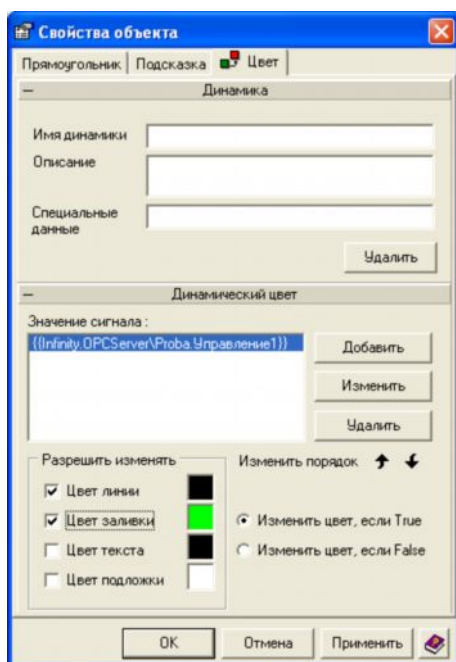 Свойства объекта
Прямоугольник Подсказка Цвет
Динамика
Имя динамики
Описание
Специальные
данные
Удалить
Динамический цвет
Значение сигнала :
{{Infinity.OPCServer\Proba.Управление1}}
Добавить
Изменить
Удалить
Разрешить изменять
Изменить порядок
Цвет линии
Цвет заливки
Изменить цвет, если True
Цвет текста
Изменить цвет, если False
Цвет подложки
OK Отмена Применить